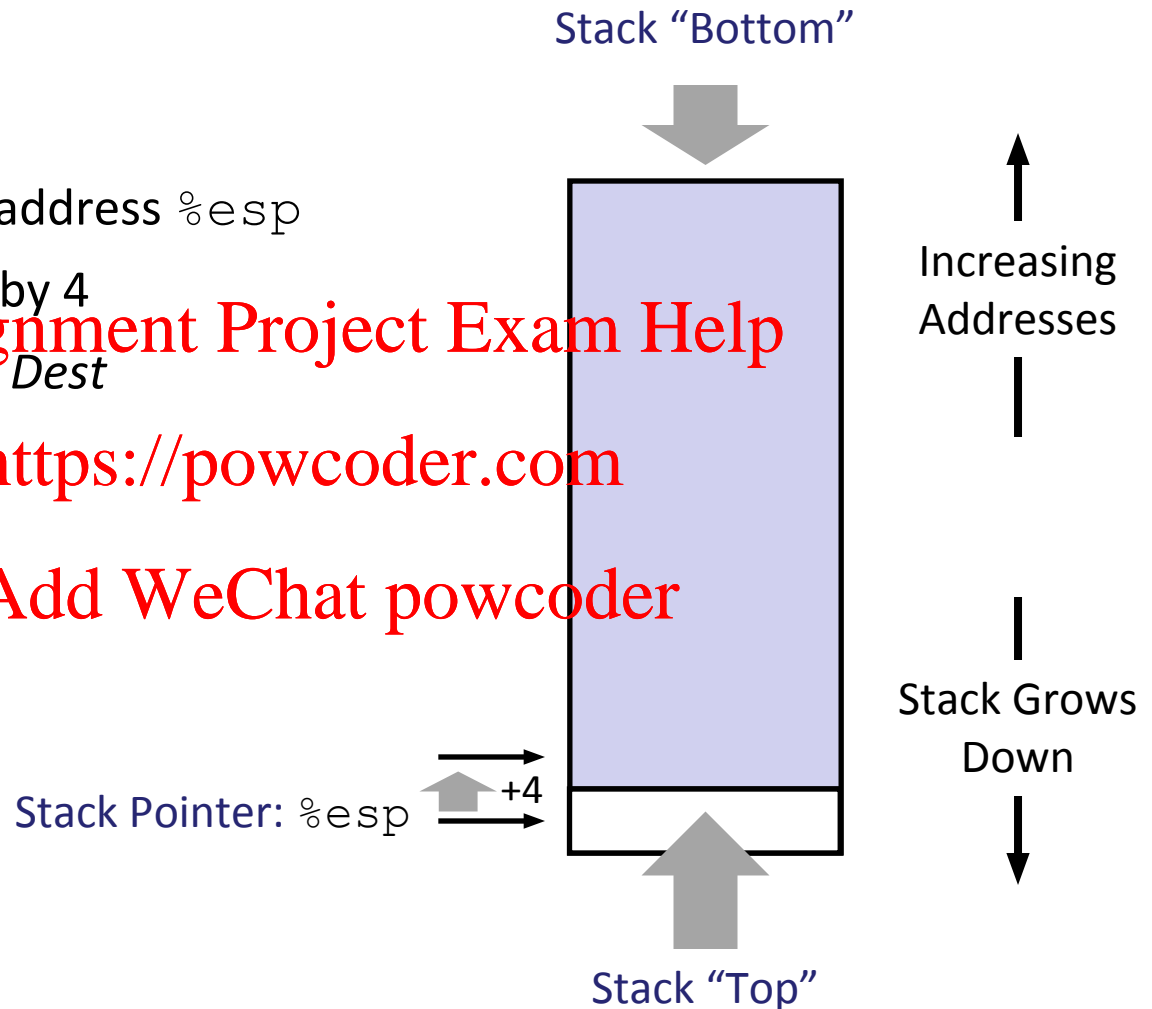 Stack “Bottom”
address %esp
by 4
gnment Project Exam Help
Dest
https://powcoder.com
Add WeChat powcoder
Increasing
Addresses
Stack Grows
Down
+4
Stack Pointer: %esp
Stack “Top”